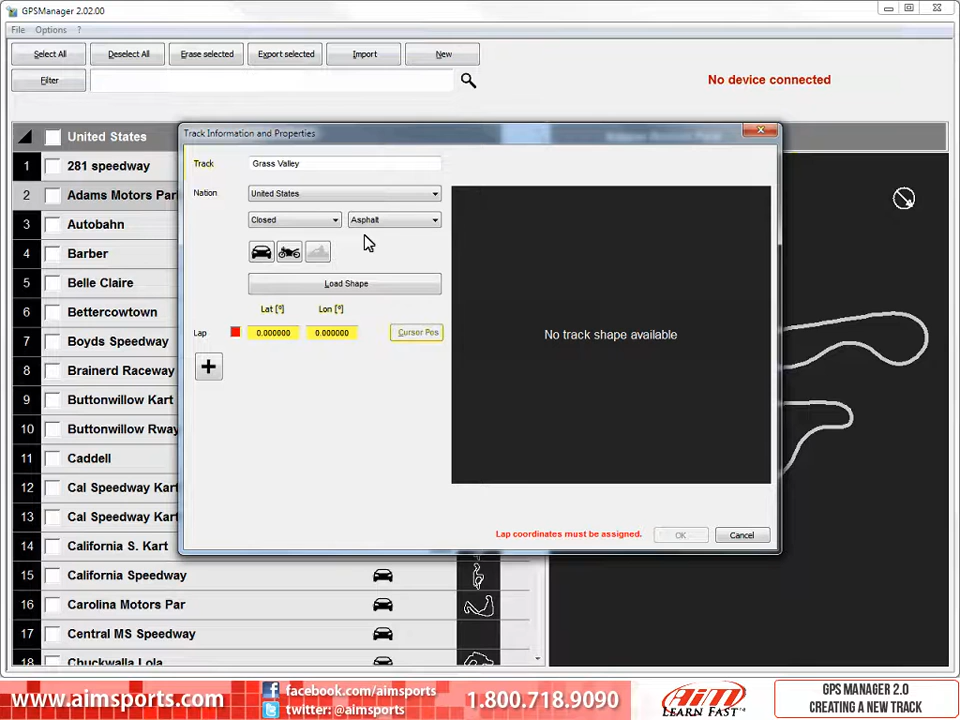 GPSManager 2.02.00
File Options ?
Select All Deselect All Erase selected Export selected Import New
Filter
No device connected
United States
1 281 speedway
2 Adams Motors Par
3 Autobahn
4 Barber
5 Belle Claire
6 Bettercowtown
7 Boyds Speedway
8 Brainerd Raceway
9 Buttonwillow Kart
10 Buttonwillow Rway
11 Caddell
12 Cal Speedway Kart
13 Cal Speedway Kart
14 California S. Kart
15 California Speedway
16 Carolina Motors Par
17 Central MS Speedway
18 Chuckwalla Lola
Track Information and Properties
Track Grass Valley
Nation United States
Closed Asphalt
Load Shape
Lat [º] Lon [º]
Lap 0.000000 0.000000 Cursor Pos
+
No track shape available
Lap coordinates must be assigned. OK Cancel
www.aimsports.com
facebook.com/aimsports
twitter: @aimsports
1.800.718.9090
AiM
LEARN FAST™
GPS MANAGER 2.0
CREATING A NEW TRACK